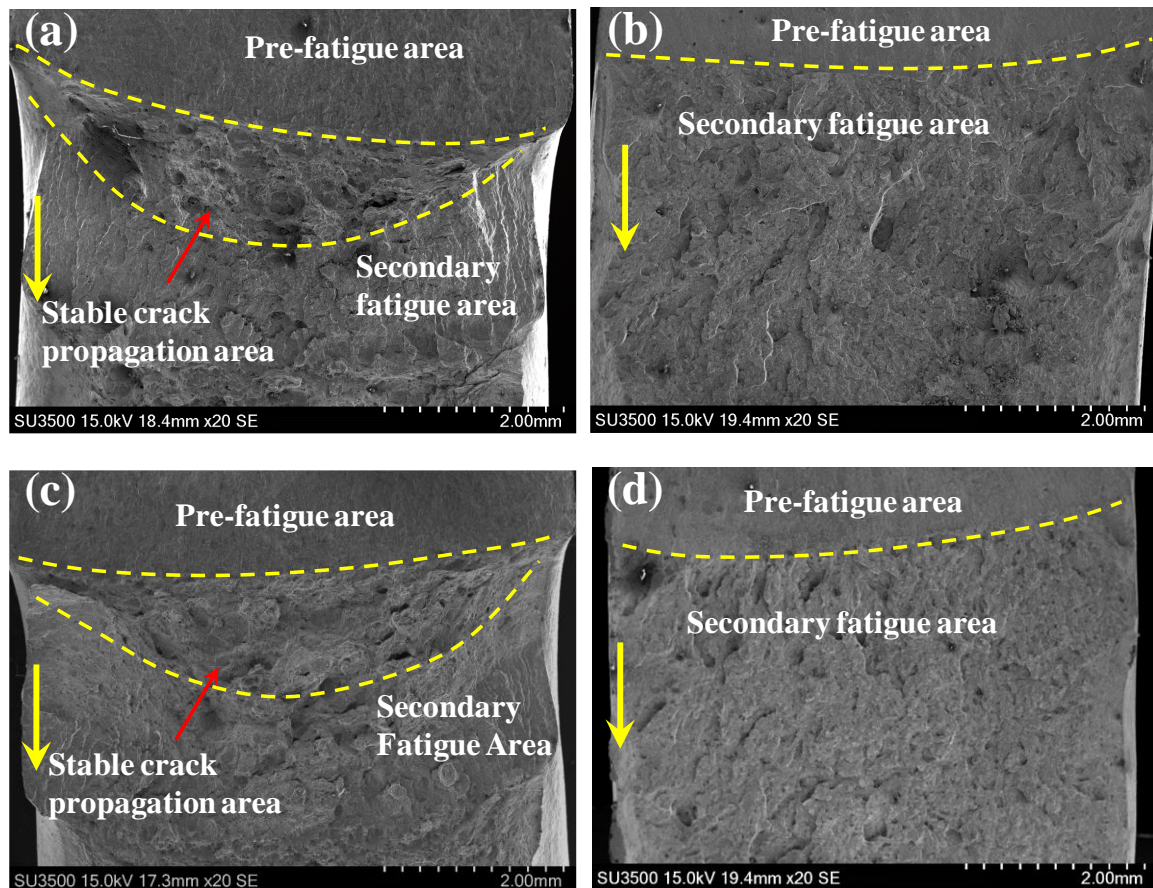 (a)
Pre-fatigue area
Secondary
fatigue area
Stable crack
propagation area
SU3500 15.0kV 18.4mm x20 SE
2.00mm
(b)
Pre-fatigue area
Secondary fatigue area
SU3500 15.0kV 19.4mm x20 SE
2.00mm
(c)
Pre-fatigue area
Secondary
Fatigue Area
Stable crack
propagation area
SU3500 15.0kV 17.3mm x20 SE
2.00mm
(d)
Pre-fatigue area
Secondary fatigue area
SU3500 15.0kV 19.4mm x20 SE
2.00mm